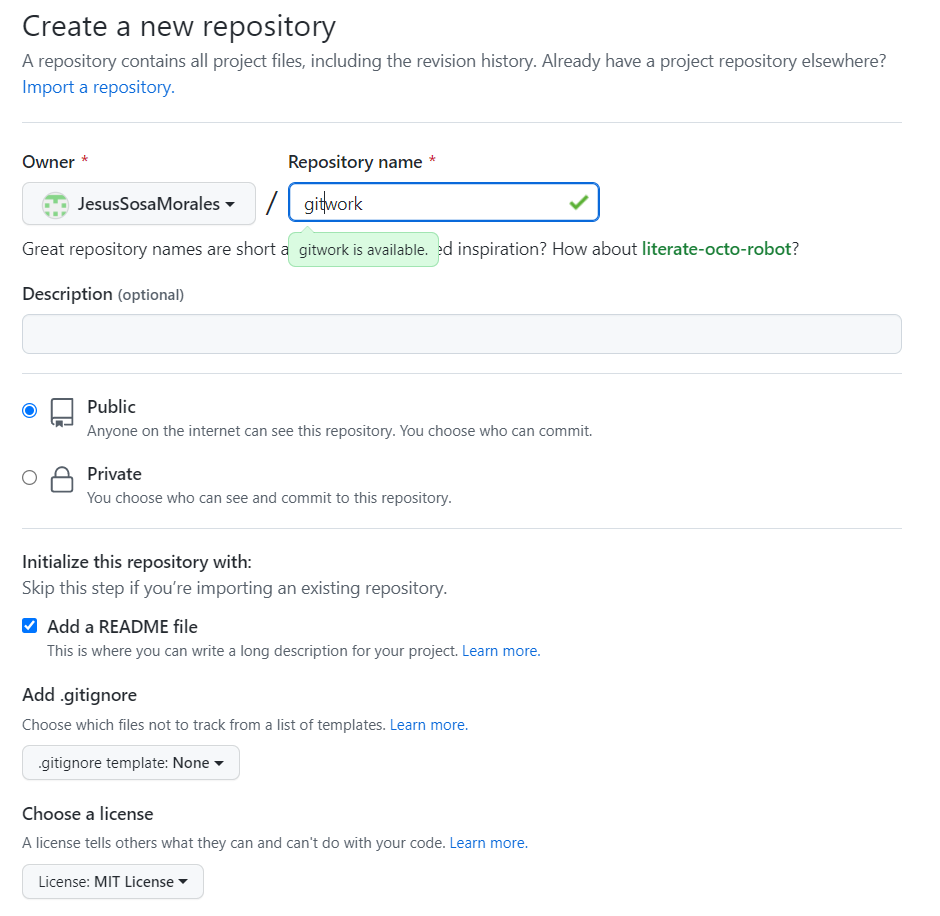 Create a new repository
A repository contains all project files, including the revision history. Already have a project repository elsewhere?
Import a repository.
Owner *
Repository name *
JesusSosaMorales
/
gitwork
Great repository names are short a
gitwork is available.
ed inspiration? How about literate-octo-robot?
Description (optional)
Public
Anyone on the internet can see this repository. You choose who can commit.
Private
You choose who can see and commit to this repository.
Initialize this repository with:
Skip this step if you’re importing an existing repository.
Add a README file
This is where you can write a long description for your project. Learn more.
Add .gitignore
Choose which files not to track from a list of templates. Learn more.
.gitignore template: None
Choose a license
A license tells others what they can and can't do with your code. Learn more.
License: MIT License